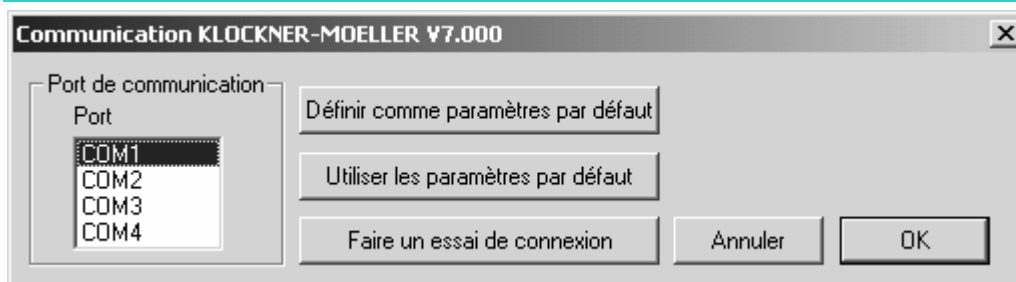 Communication KLOCKNER-MOELLER V7.000
Port de communication
Port
COM1
COM2
COM3
COM4
Définir comme paramètres par défaut
Utiliser les paramètres par défaut
Faire un essai de connexion
Annuler
OK